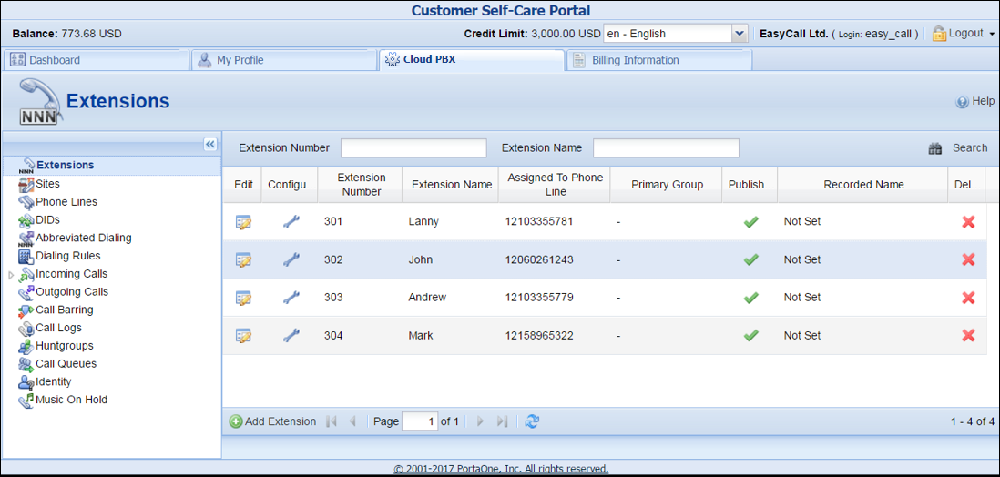 Customer Self-Care Portal
Balance: 773.68 USD Credit Limit: 3,000.00 USD en - English EasyCall Ltd. ( Login: easy_call ) Logout
Dashboard My Profile Cloud PBX Billing Information
NNN Extensions Help
Extension Number Extension Name Search
NNN Extensions
Sites
Phone Lines
DIDs
NNN Abbreviated Dialing
Dialing Rules
Incoming Calls
Outgoing Calls
Call Barring
Call Logs
Huntgroups
Call Queues
Identity
Music On Hold
Edit Configu... Extension Number Extension Name Assigned To Phone Line Primary Group Publish... Recorded Name Del...
301 Lanny 12103355781 - Not Set
302 John 12060261243 - Not Set
303 Andrew 12103355779 - Not Set
304 Mark 12158965322 - Not Set
Add Extension Page 1 of 1 1 - 4 of 4
© 2001-2017 PortaOne, Inc. All rights reserved.